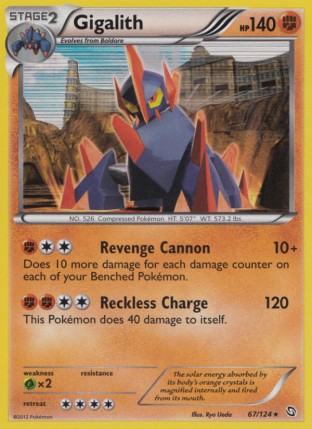 STAGE2 Gigalith HP140
Evolves from Boldore
NO. 526 Compressed Pokémon HT: 5'07" WT: 573.2 lbs.
Revenge Cannon 10+
Does 10 more damage for each damage counter
on each of your Benched Pokémon.
Reckless Charge 120
This Pokémon does 40 damage to itself.
weakness resistance
×2
retreat
The solar energy absorbed by
its body's orange crystals is
magnified internally and fired
from its mouth.
©2012 Pokémon Illus. Ryo Ueda 67/124